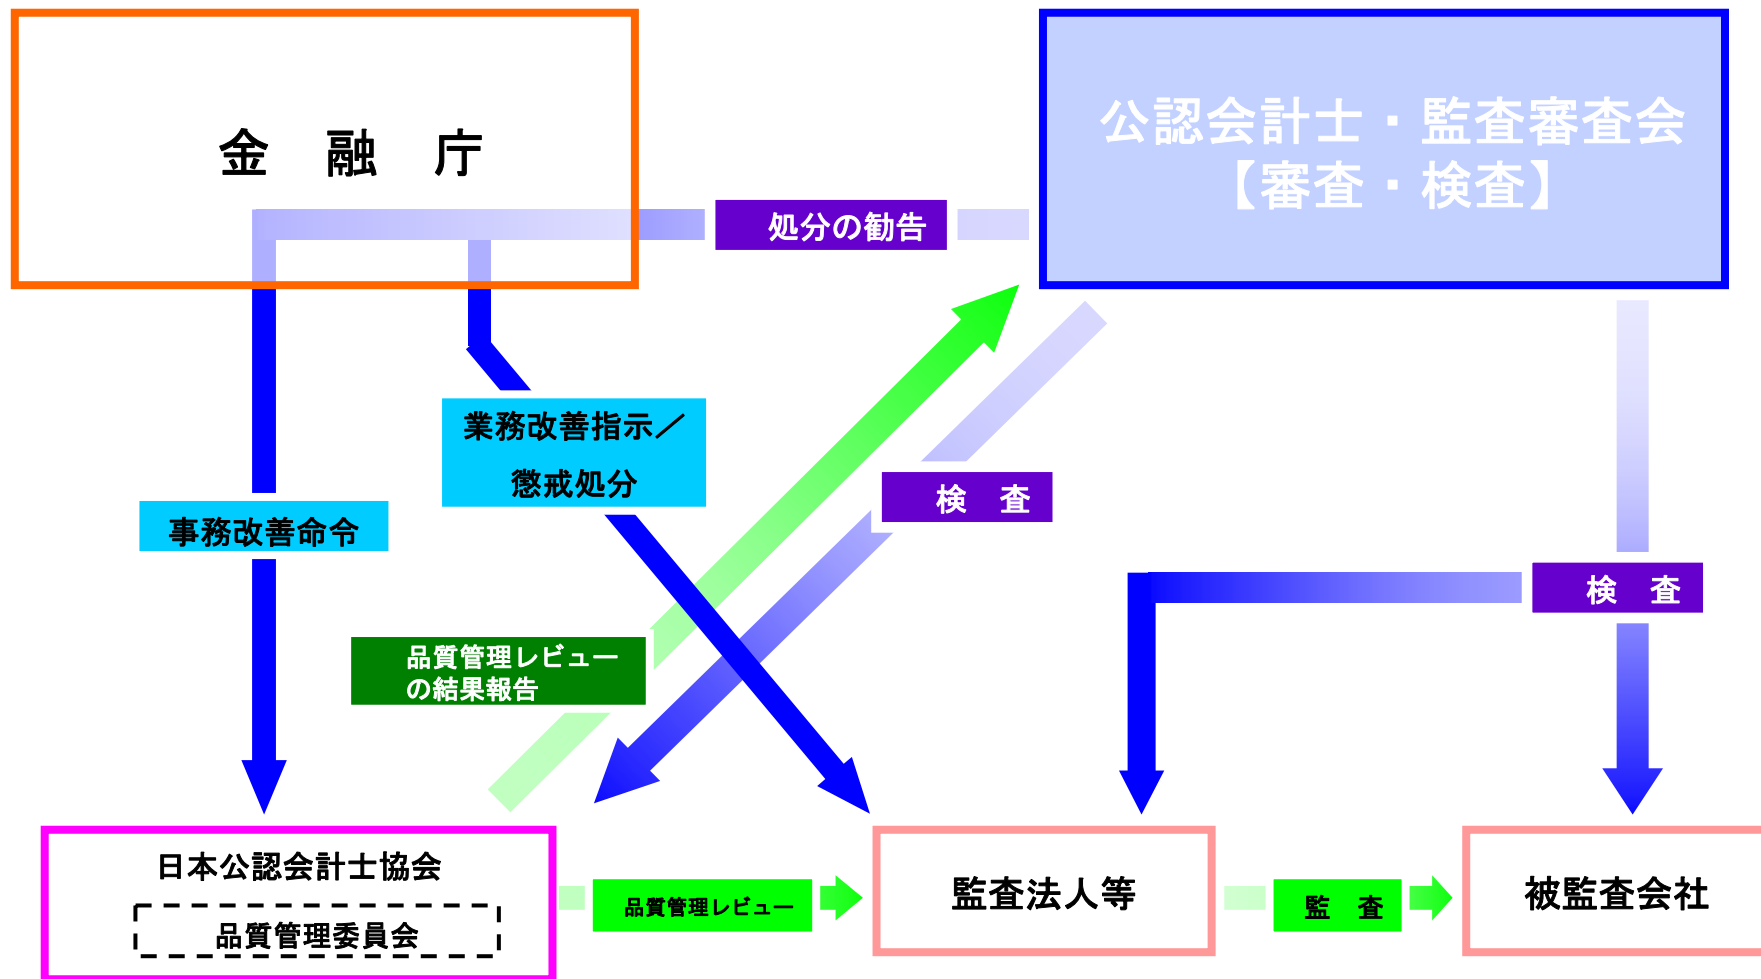 金　融　庁
公認会計士・監査審査会
【審査・検査】
処分の勧告
業務改善指示／
懲戒処分
検　査
事務改善命令
検　査
品質管理レビュー
の結果報告
日本公認会計士協会
品質管理委員会
品質管理レビュー
監査法人等
監　査
被監査会社